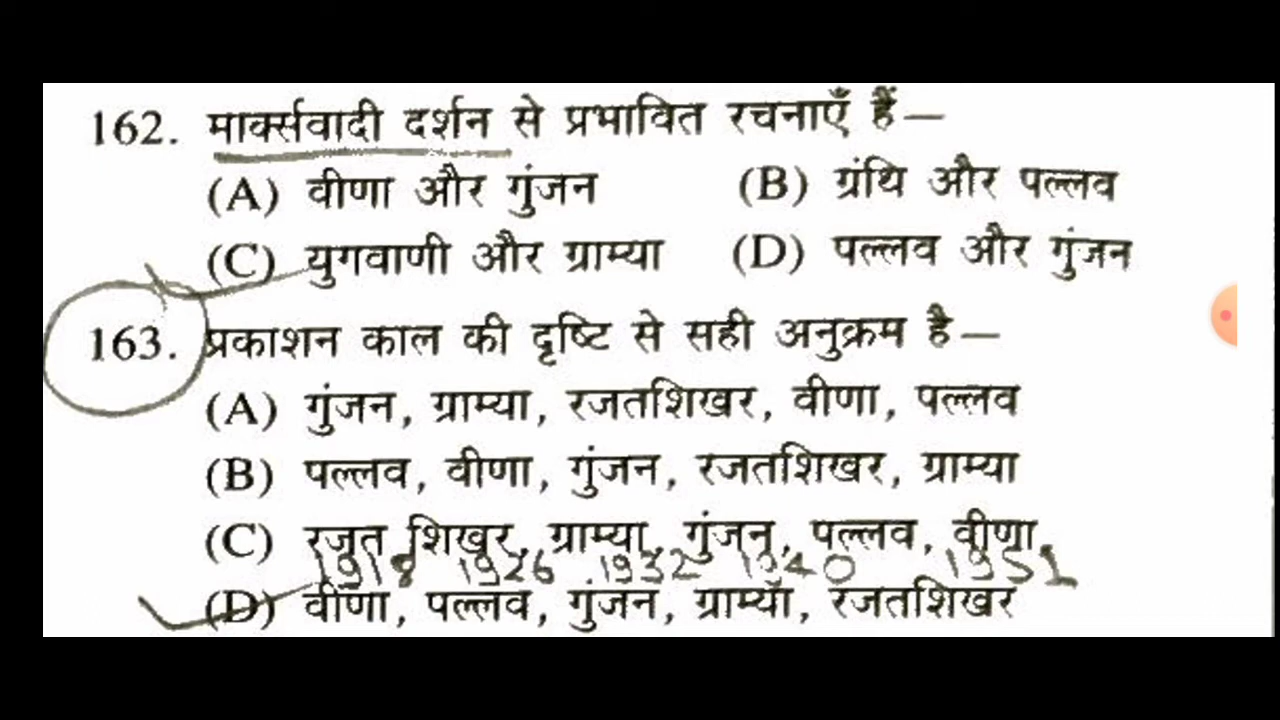 162. मार्क्सवादी दर्शन से प्रभावित रचनाएँ हैं—
(A) वीणा और गुंजन (B) ग्रंथि और पल्लव
(C) युगवाणी और ग्राम्या (D) पल्लव और गुंजन
163. प्रकाशन काल की दृष्टि से सही अनुक्रम है—
(A) गुंजन, ग्राम्या, रजतशिखर, वीणा, पल्लव
(B) पल्लव, वीणा, गुंजन, रजतशिखर, ग्राम्या
(C) रजत शिखर, ग्राम्या, गुंजन, पल्लव, वीणा
1918 1926 1932 1940 1951
(D) वीणा, पल्लव, गुंजन, ग्राम्या, रजतशिखर